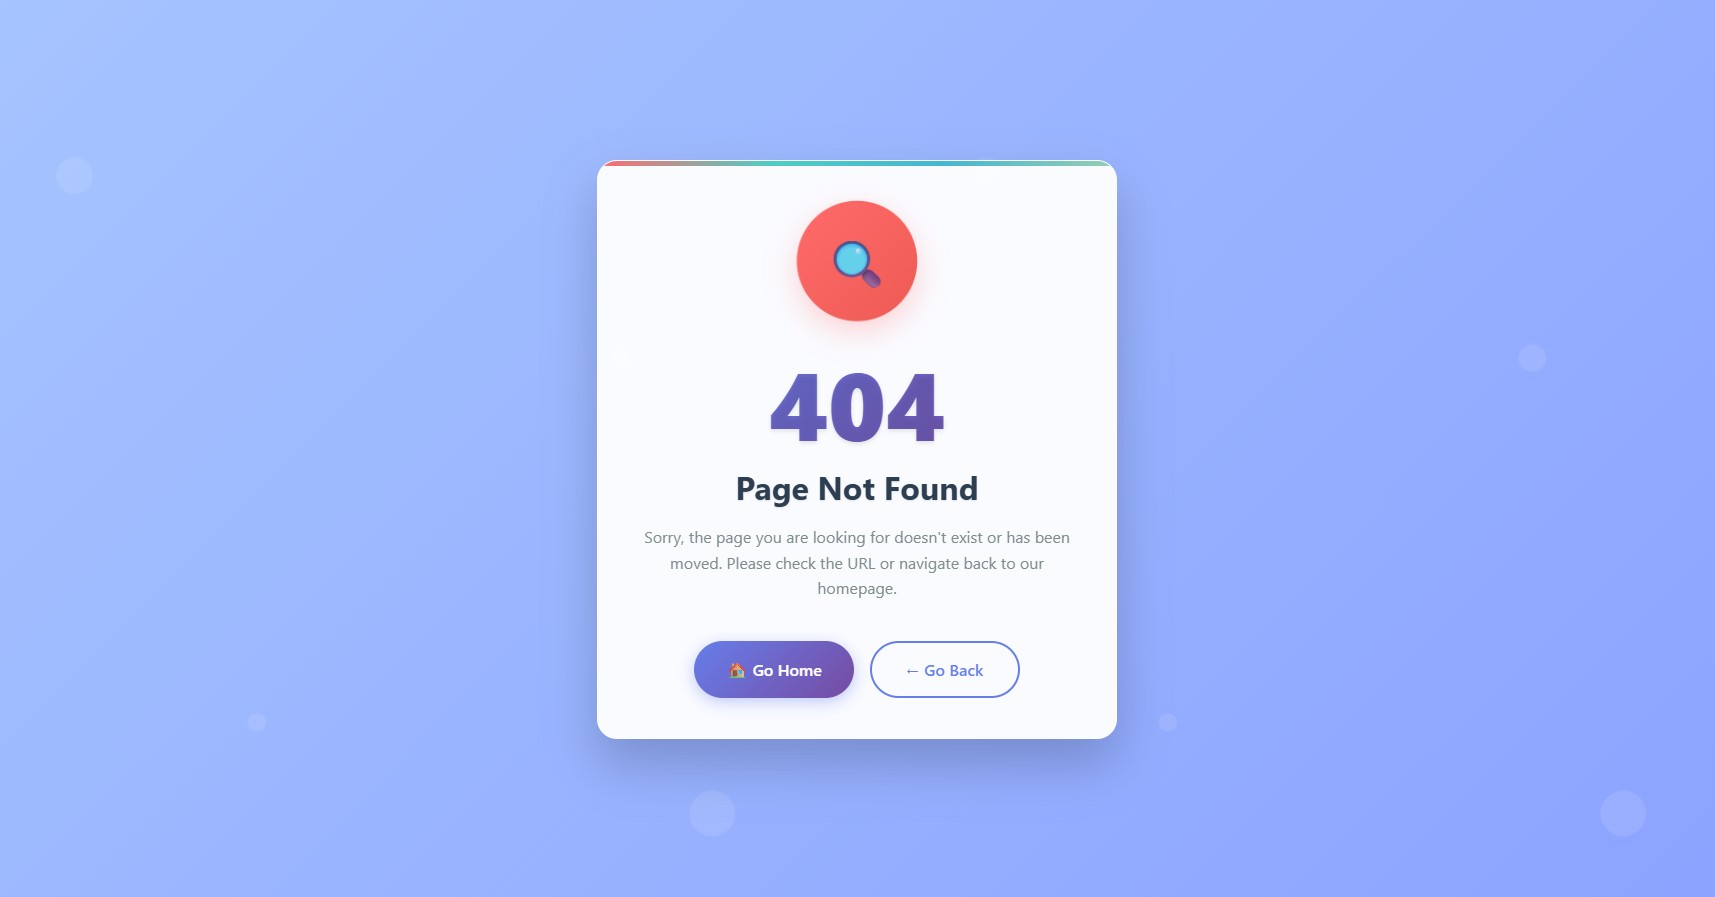 404
Page Not Found
Sorry, the page you are looking for doesn't exist or has been
moved. Please check the URL or navigate back to our
homepage.
🏠 Go Home
← Go Back